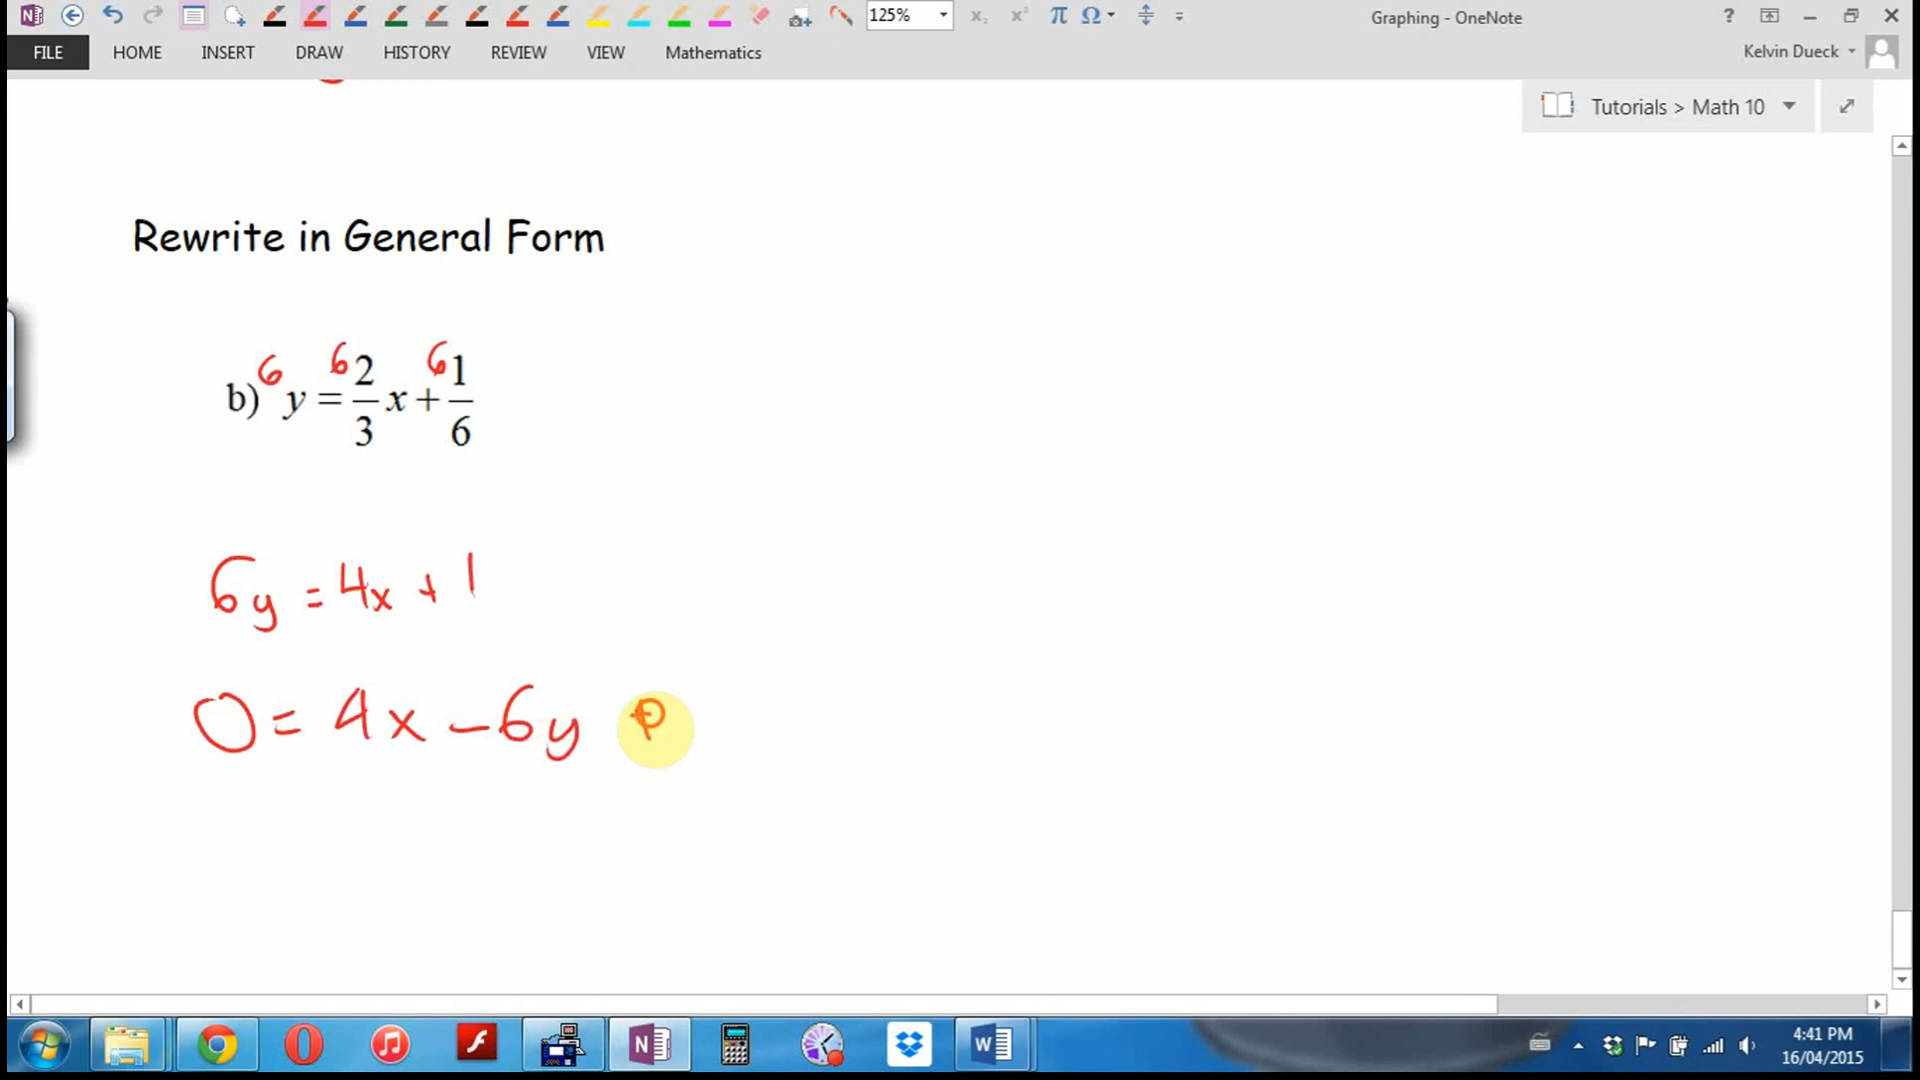 125%
x₂ x² π Ω
Graphing - OneNote
?
FILE HOME INSERT DRAW HISTORY REVIEW VIEW Mathematics
Kelvin Dueck
Tutorials > Math 10
Rewrite in General Form
b) 6 y = 6 2/3 x + 6 1/6
6y = 4x + 1
0 = 4x - 6y
4:41 PM
16/04/2015